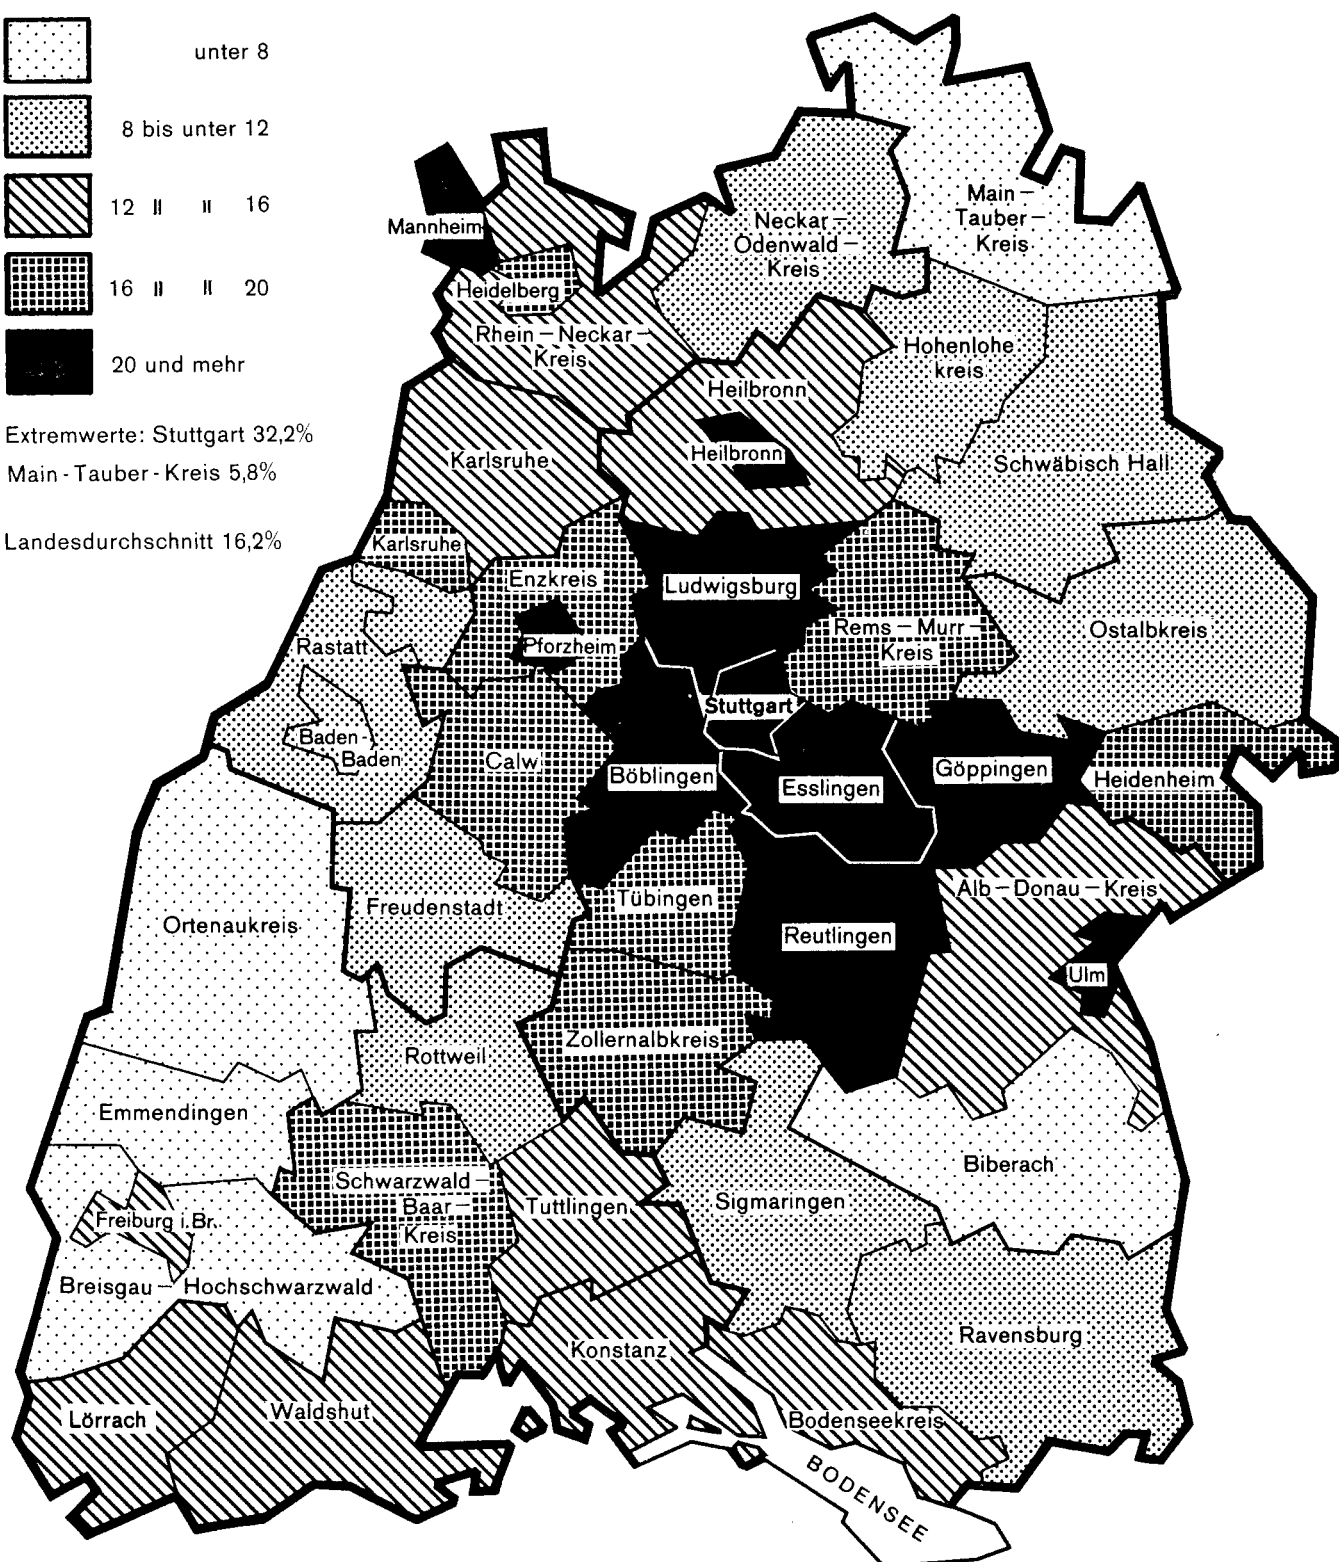 unter 8
8 bis unter 12
12 " " 16
16 " " 20
20 und mehr
Extremwerte: Stuttgart 32,2%
Main-Tauber-Kreis 5,8%
Landesdurchschnitt 16,2%
Main-
Tauber-
Kreis
Neckar-
Odenwald-
Kreis
Mannheim
Heidelberg
Rhein-Neckar-
Kreis
Hohenlohe
kreis
Heilbronn
Heilbronn
Karlsruhe
Schwäbisch Hall
Karlsruhe
Enzkreis
Ludwigsburg
Pforzheim
Rems-Murr-
Kreis
Ostalbkreis
Rastatt
Stuttgart
Baden-
Baden
Calw
Böblingen
Esslingen
Göppingen
Heidenheim
Alb-Donau-Kreis
Tübingen
Freudenstadt
Ortenaukreis
Reutlingen
Ulm
Zollernalbkreis
Rottweil
Emmendingen
Biberach
Schwarzwald-
Baar-
Kreis
Tuttlingen
Sigmaringen
Freiburg i.Br.
Breisgau-Hochschwarzwald
Ravensburg
Konstanz
Lörrach
Waldshut
Bodenseekreis
BODENSEE